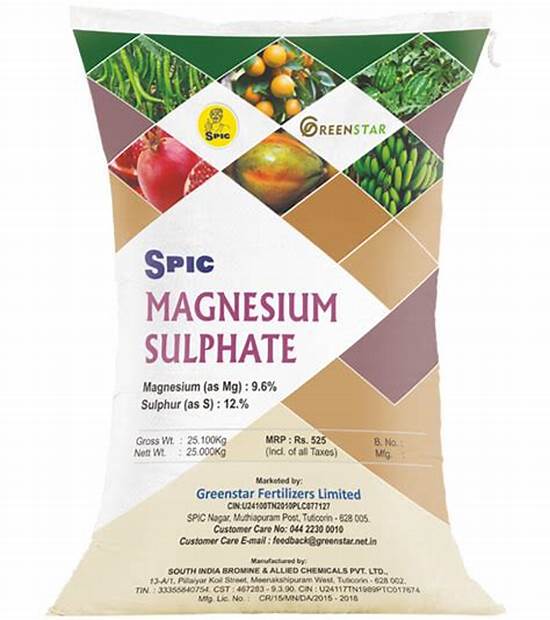 SPIC
GREENSTAR
SPIC
MAGNESIUM
SULPHATE
Magnesium (as Mg) : 9.6%
Sulphur (as S) : 12.%
Gross Wt. : 25.100Kg MRP : Rs. 525 B. No. :
Nett Wt. : 25.000Kg (Incl. of all Taxes) Mfg. :
Marketed by:
Greenstar Fertilizers Limited
CIN:U24100TN2010PLC077127
SPIC Nagar, Muthiapuram Post, Tuticorin - 628 005.
Customer Care No: 044 2230 0010
Customer Care E-mail : feedback@greenstar.net.in
Manufactured by:
SOUTH INDIA BROMINE & ALLIED CHEMICALS PVT. LTD.,
13-A/1, Pillaiyar Koil Street, Meenakshipuram West, Tuticorin - 628 002.
TIN. : 33355840754. CST : 467283 - 9.3.90. CIN : U24117TN1989PTC017674
Mfg. Lic. No. : CR/15/MN/DA/2015 - 2018